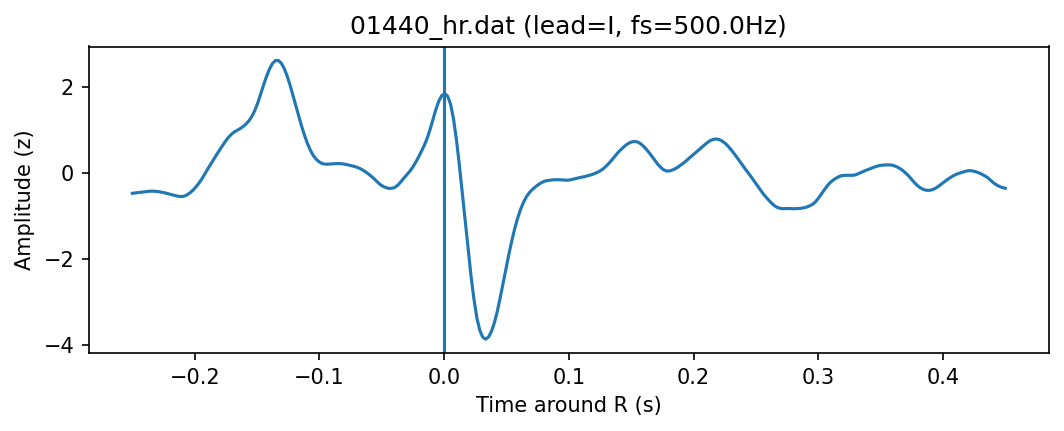 01440_hr.dat (lead=I, fs=500.0Hz)
Amplitude (z)
2
0
−2
−4
−0.2 −0.1 0.0 0.1 0.2 0.3 0.4
Time around R (s)